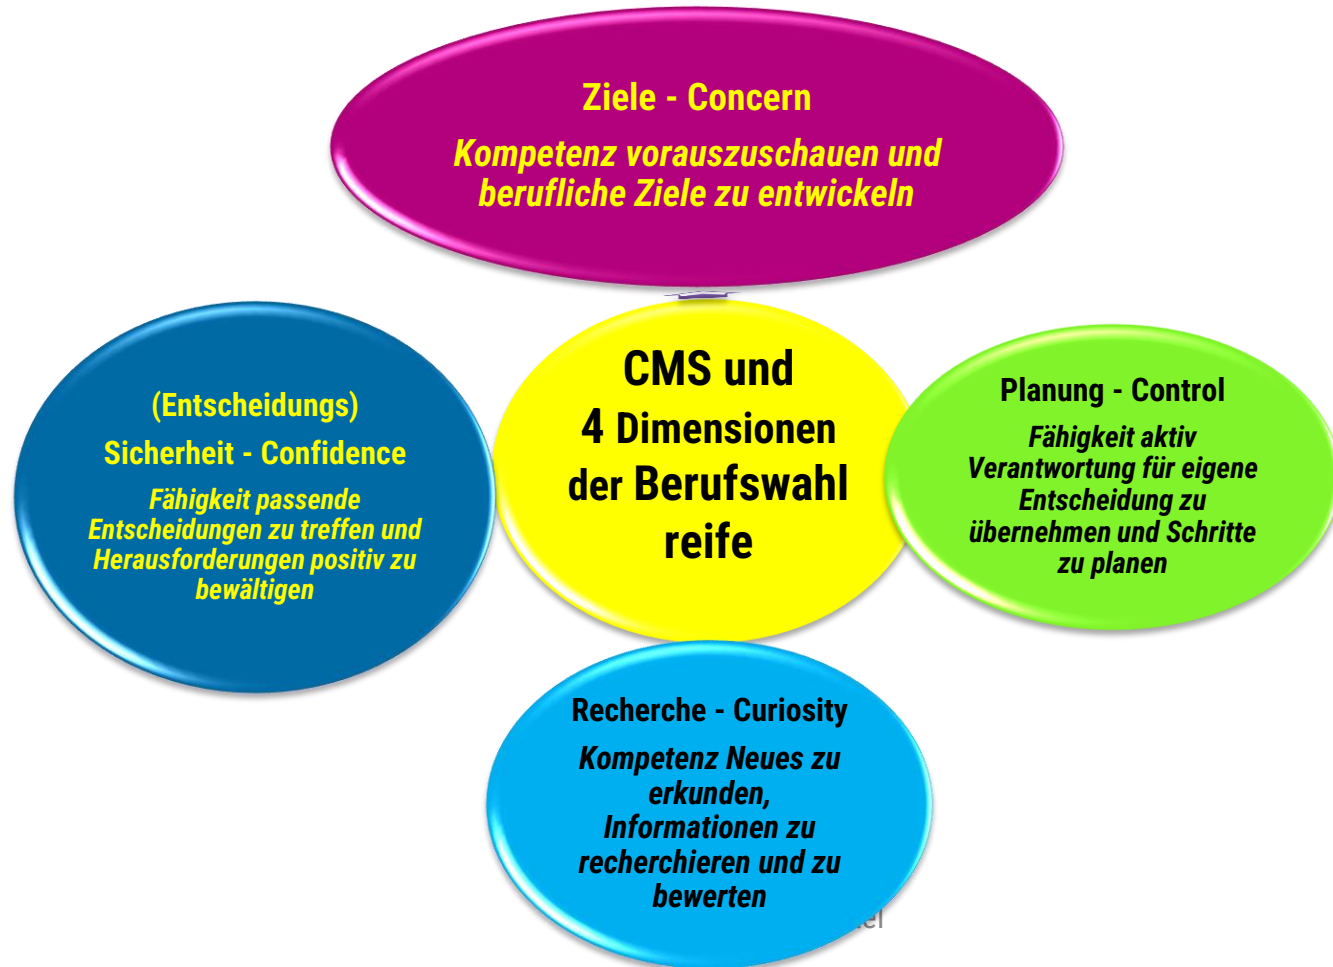 Ziele - Concern
Kompetenz vorauszuschauen und
berufliche Ziele zu entwickeln
CMS und
4 Dimensionen
der Berufswahl
reife
(Entscheidungs)
Sicherheit - Confidence
Fähigkeit passende
Entscheidungen zu treffen und
Herausforderungen positiv zu
bewältigen
Planung - Control
Fähigkeit aktiv
Verantwortung für eigene
Entscheidung zu
übernehmen und Schritte
zu planen
Recherche - Curiosity
Kompetenz Neues zu
erkunden,
Informationen zu
recherchieren und zu
bewerten